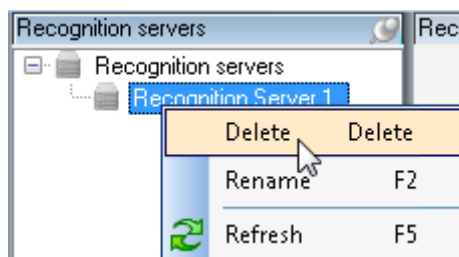 Recognition servers Rec
Recognition servers
Recognition Server 1
Delete Delete
Rename F2
Refresh F5